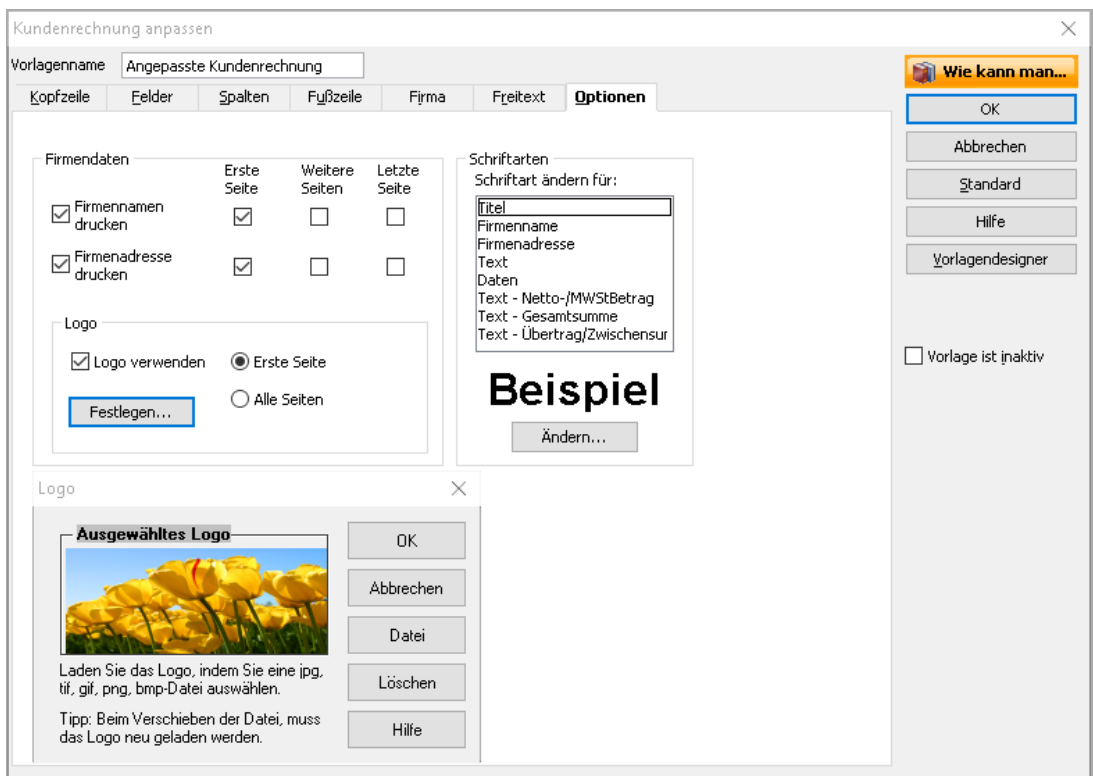 Kundenrechnung anpassen
Vorlagenname Angepasste Kundenrechnung
Kopfzeile Felder Spalten Fußzeile Firma Freitext Optionen
Wie kann man...
OK
Abbrechen
Standard
Hilfe
Vorlagendesigner
Vorlage ist inaktiv
Firmendaten
Erste Seite
Weitere Seiten
Letzte Seite
Firmennamen
drucken
Firmenadresse
drucken
Logo
Logo verwenden
Erste Seite
Alle Seiten
Festlegen...
Schriftarten
Schriftart ändern für:
Titel
Firmenname
Firmenadresse
Text
Daten
Text - Netto-/MWStBetrag
Text - Gesamtsumme
Text - Übertrag/Zwischensur
Beispiel
Ändern...
Logo
Ausgewähltes Logo
Laden Sie das Logo, indem Sie eine jpg,
tif, gif, png, bmp-Datei auswählen.
Tipp: Beim Verschieben der Datei, muss
das Logo neu geladen werden.
OK
Abbrechen
Datei
Löschen
Hilfe